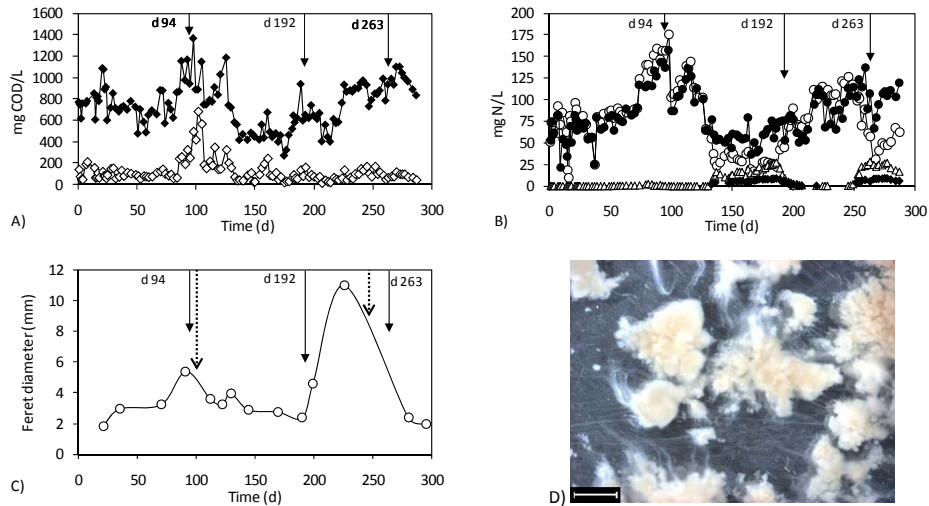 d 94 d 192 d 263
1600
1400
1200
1000
800
600
400
200
0
mg COD/L
0 50 100 150 200 250 300
Time (d)
A)
d 94 d 192 d 263
200
175
150
125
100
75
50
25
0
mg N/L
0 50 100 150 200 250 300
Time (d)
B)
d 94 d 192 d 263
12
10
8
6
4
2
0
Feret diameter (mm)
0 50 100 150 200 250 300
Time (d)
C)
D)